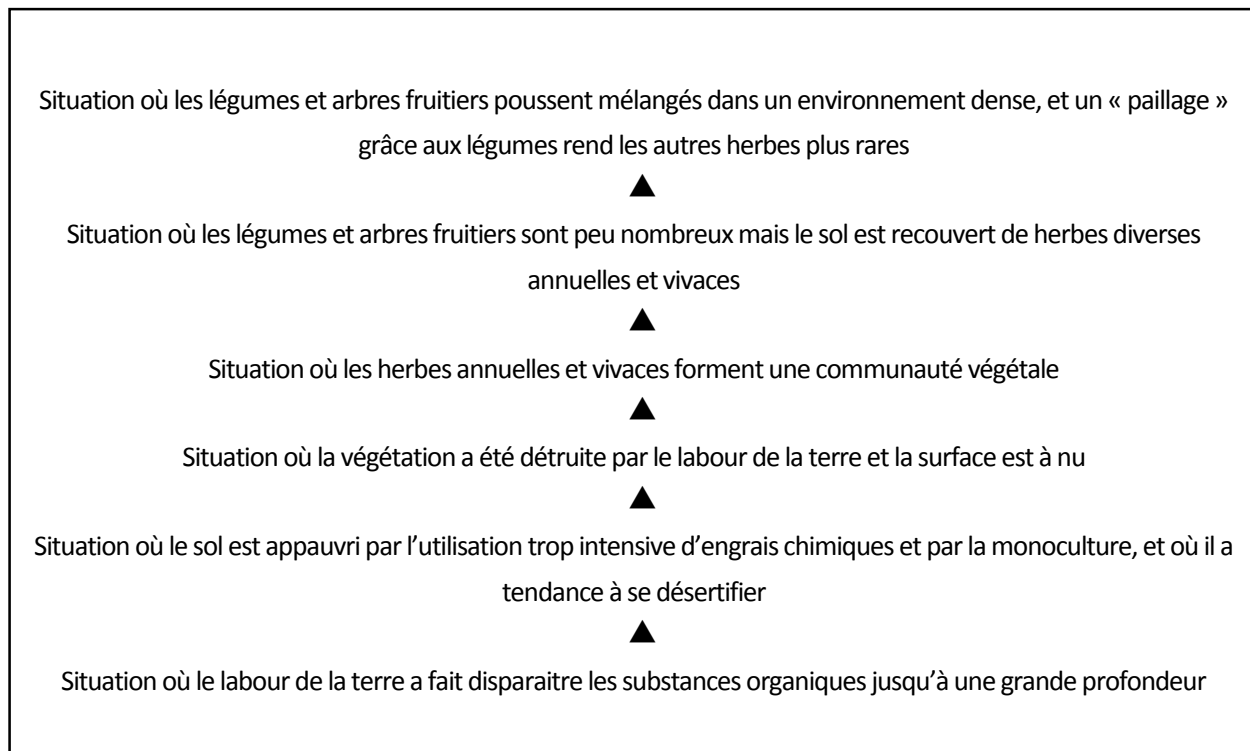 Situation où les légumes et arbres fruitiers poussent mélangés dans un environnement dense, et un « paillage »
grâce aux légumes rend les autres herbes plus rares
▲
Situation où les légumes et arbres fruitiers sont peu nombreux mais le sol est recouvert de herbes diverses
annuelles et vivaces
▲
Situation où les herbes annuelles et vivaces forment une communauté végétale
▲
Situation où la végétation a été détruite par le labour de la terre et la surface est à nu
▲
Situation où le sol est appauvri par l’utilisation trop intensive d’engrais chimiques et par la monoculture, et où il a
tendance à se désertifier
▲
Situation où le labour de la terre a fait disparaitre les substances organiques jusqu’à une grande profondeur